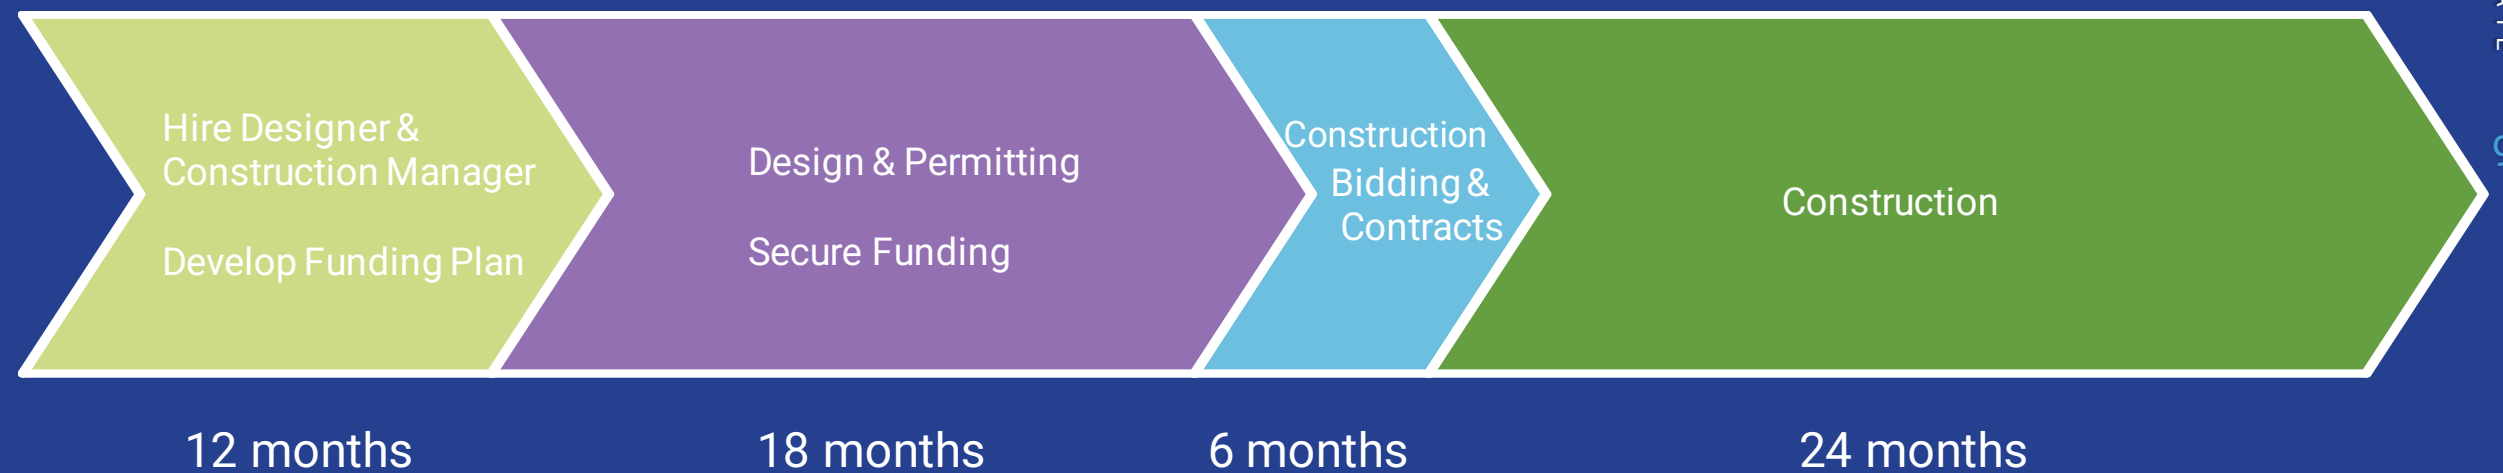 Hire Designer &
Construction Manager
Develop Funding Plan
Design & Permitting
Secure Funding
Construction
Bidding &
Contracts
Construction
12 months
18 months
6 months
24 months